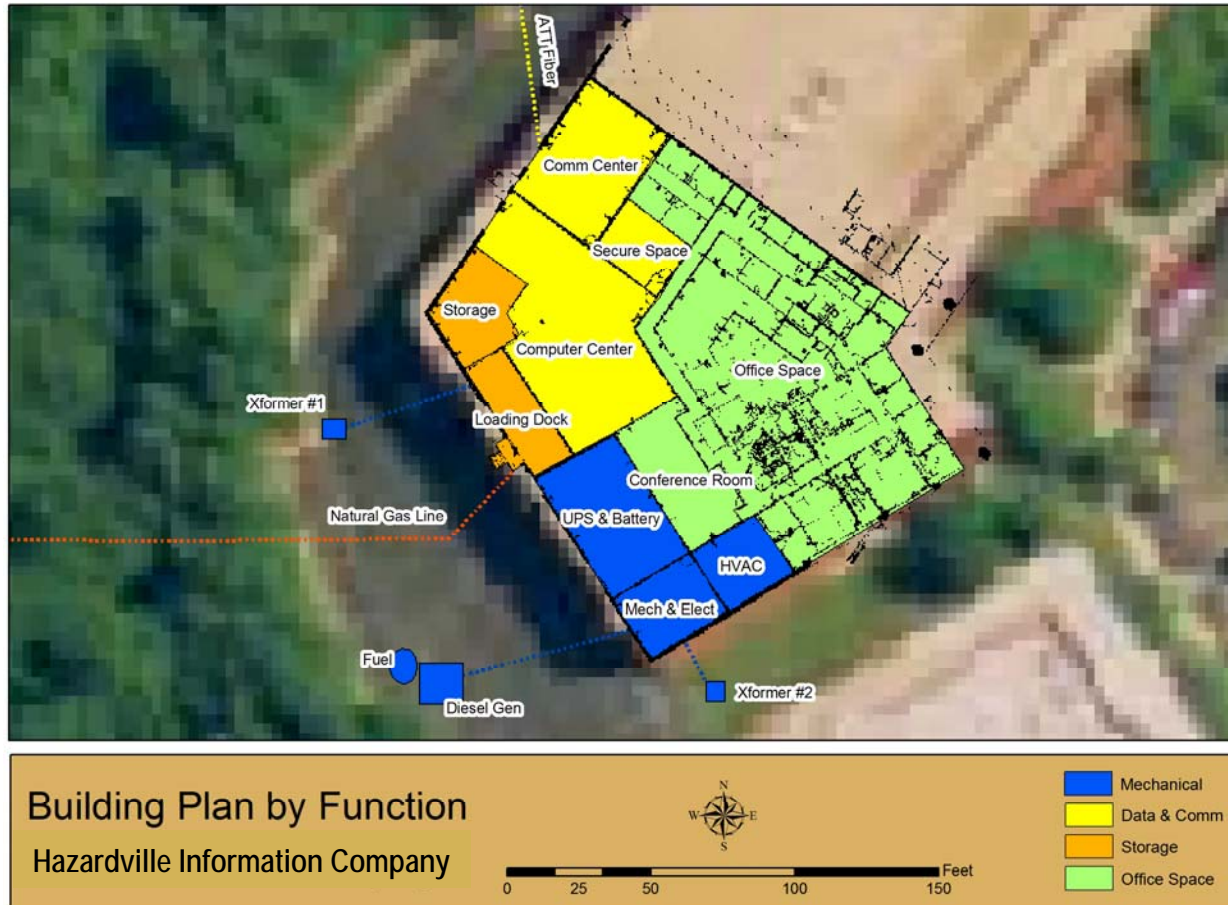 ATT Fiber
Comm Center
Secure Space
Storage
Computer Center
Office Space
Xformer #1
Loading Dock
Conference Room
Natural Gas Line
UPS & Battery
HVAC
Mech & Elect
Fuel
Diesel Gen
Xformer #2
Building Plan by Function
Hazardville Information Company
N
W
E
S
Feet
0 25 50 100 150
Mechanical
Data & Comm
Storage
Office Space